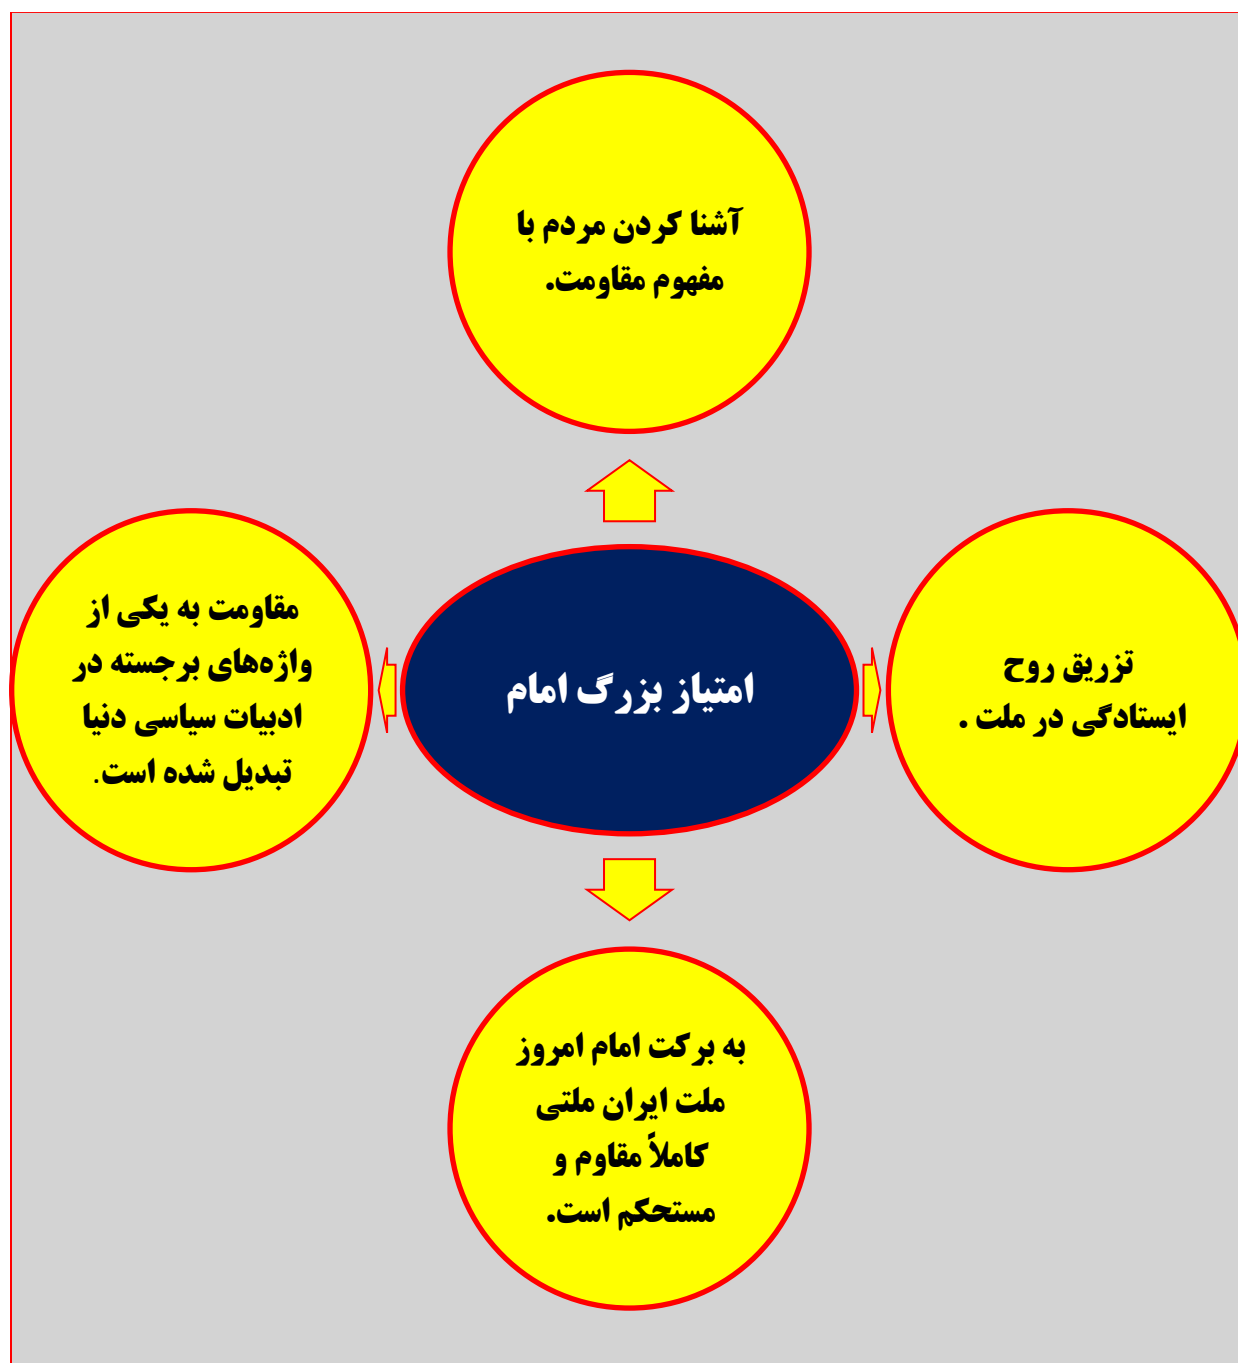 آشنا کردن مردم با
مفهوم مقاومت.
تزریق روح
ایستادگی در ملت .
امتیاز بزرگ امام
مقاومت به یکی از
واژه‌های برجسته در
ادبیات سیاسی دنیا
تبدیل شده است.
به برکت امام امروز
ملت ایران ملتی
کاملاً مقاوم و
مستحکم است.